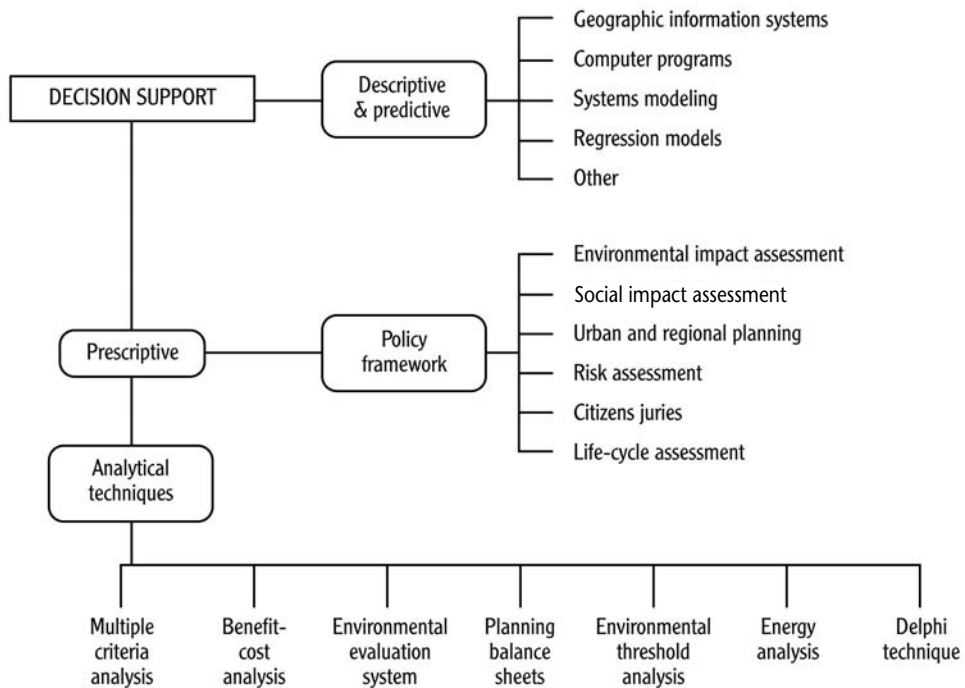 DECISION SUPPORT
Descriptive
& predictive
Geographic information systems
Computer programs
Systems modeling
Regression models
Other
Prescriptive
Policy
framework
Environmental impact assessment
Social impact assessment
Urban and regional planning
Risk assessment
Citizens juries
Life-cycle assessment
Analytical
techniques
Multiple
criteria
analysis
Benefit-
cost
analysis
Environmental
evaluation
system
Planning
balance
sheets
Environmental
threshold
analysis
Energy
analysis
Delphi
technique